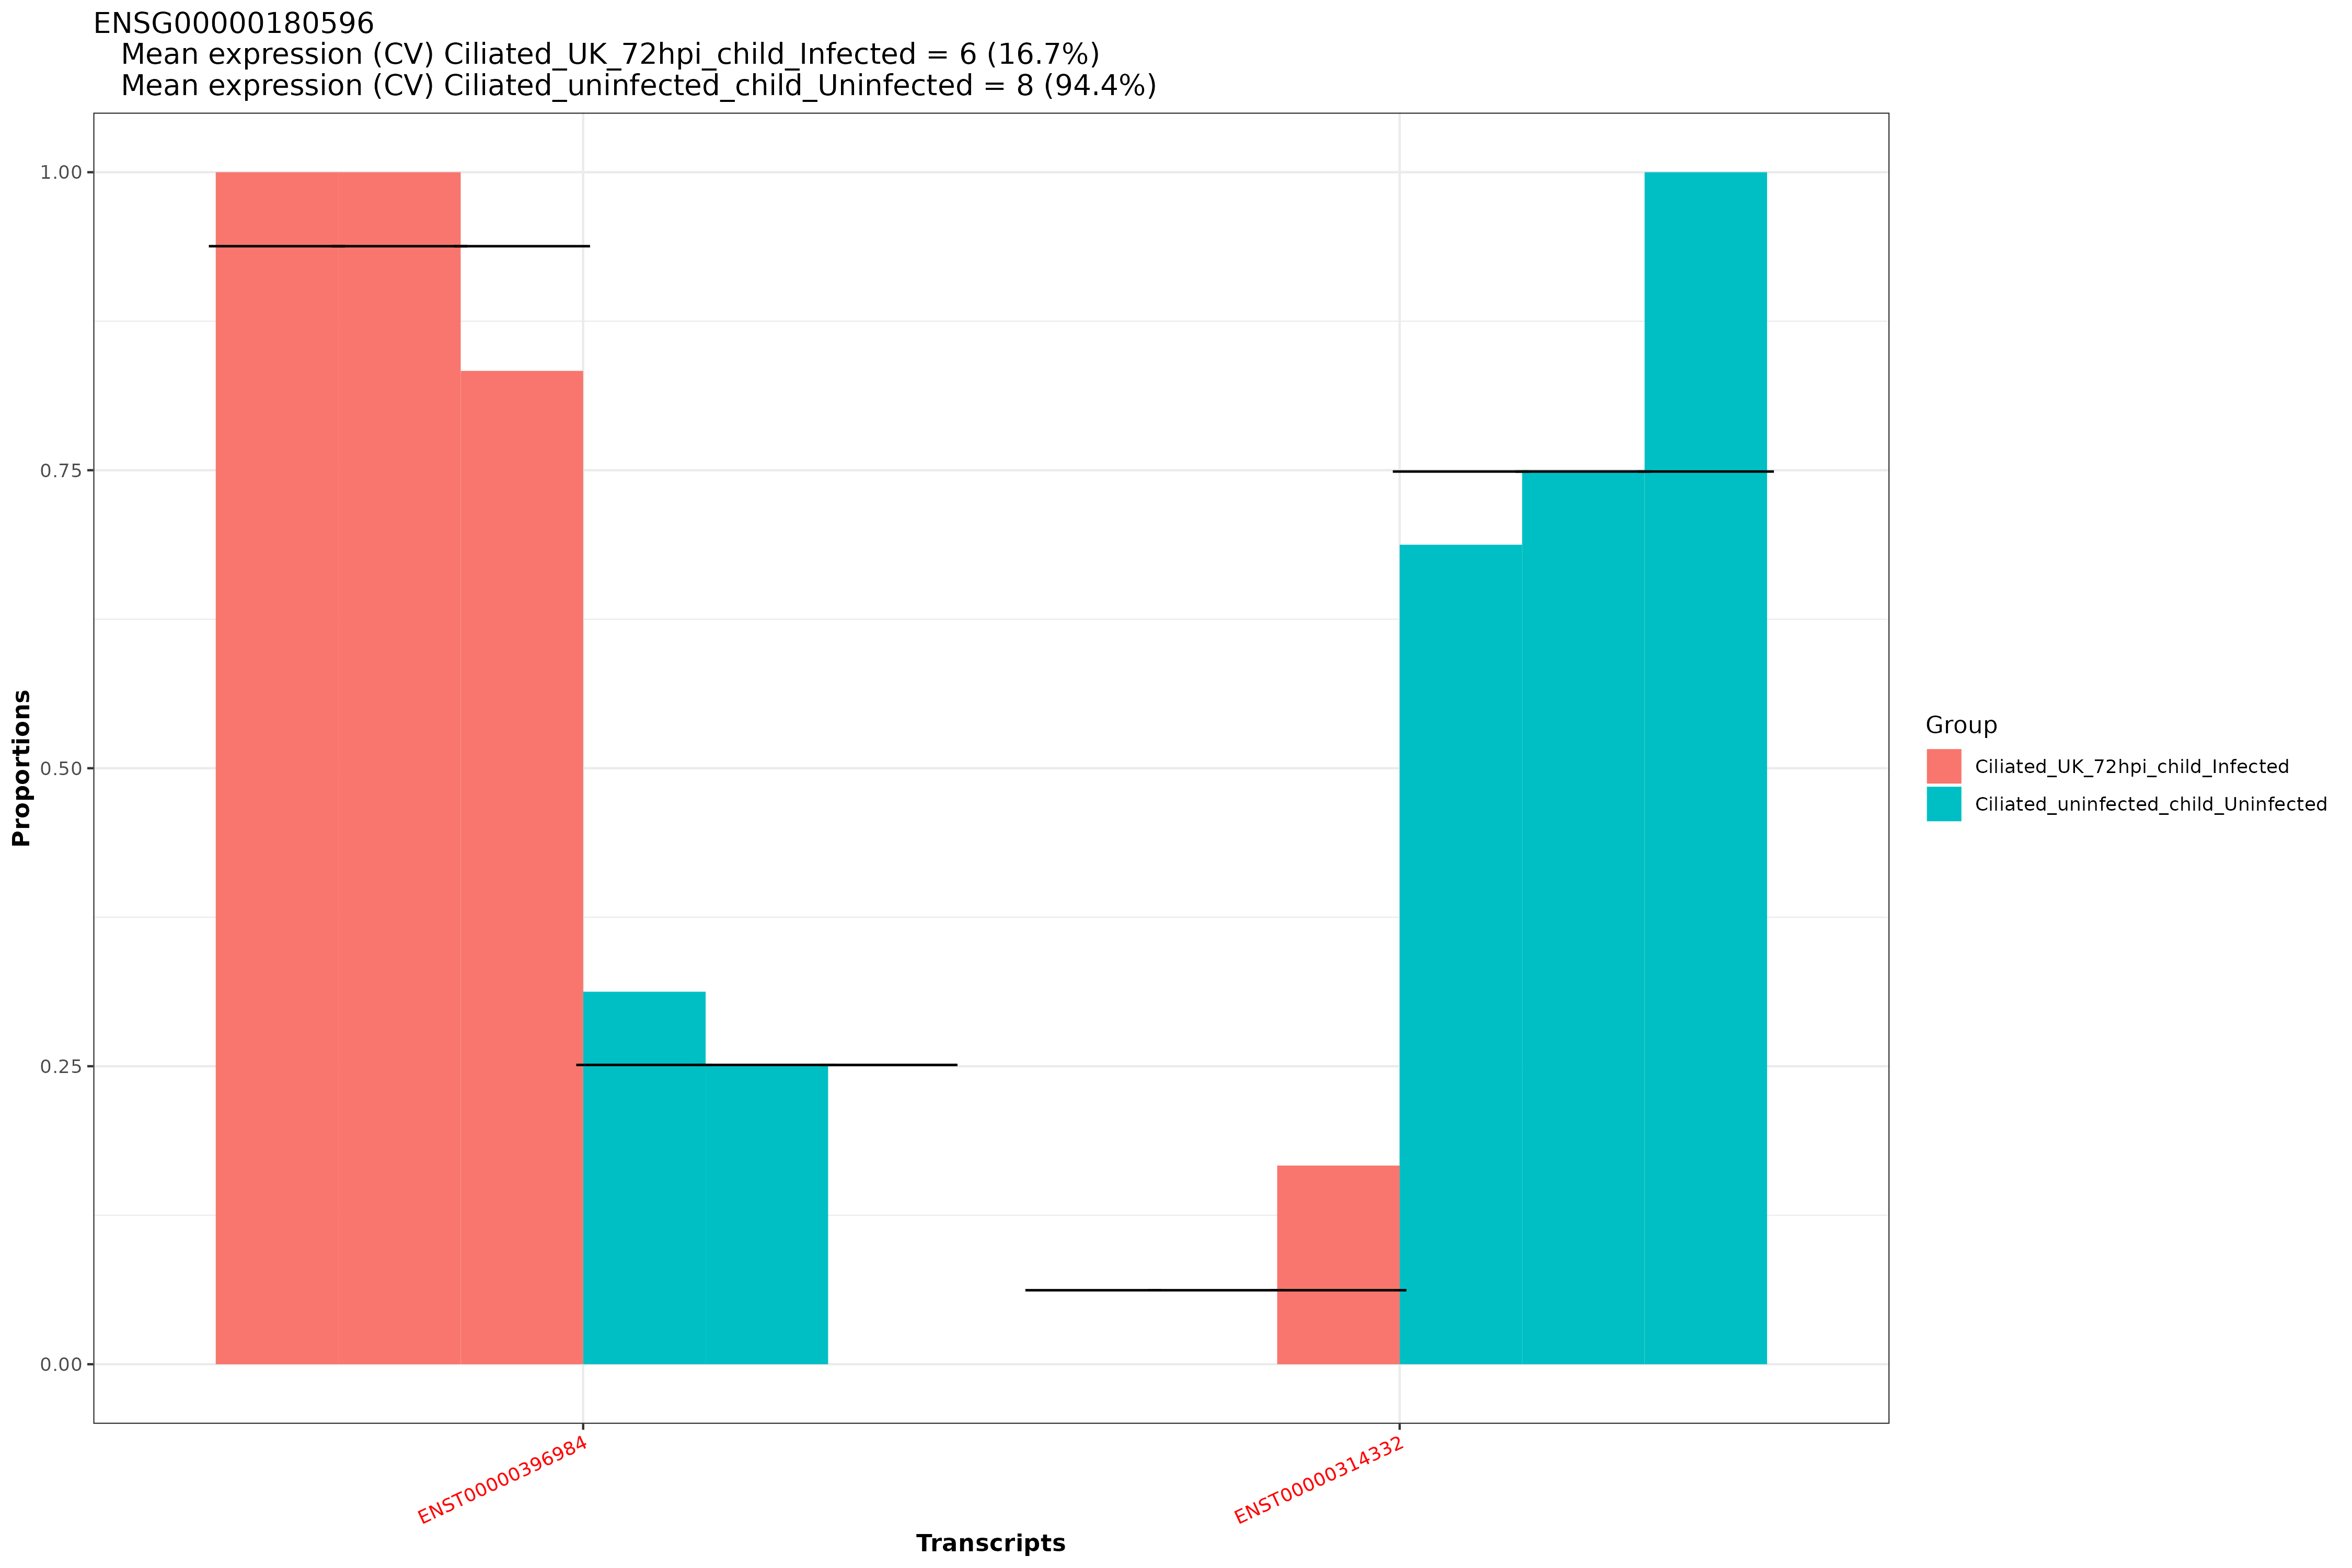 ENSG00000180596
Mean expression (CV) Ciliated_UK_72hpi_child_Infected = 6 (16.7%)
Mean expression (CV) Ciliated_uninfected_child_Uninfected = 8 (94.4%)
1.00
0.75
0.50
0.25
0.00
Proportions
ENST00000396984
ENST00000314332
Transcripts
Group
Ciliated_UK_72hpi_child_Infected
Ciliated_uninfected_child_Uninfected